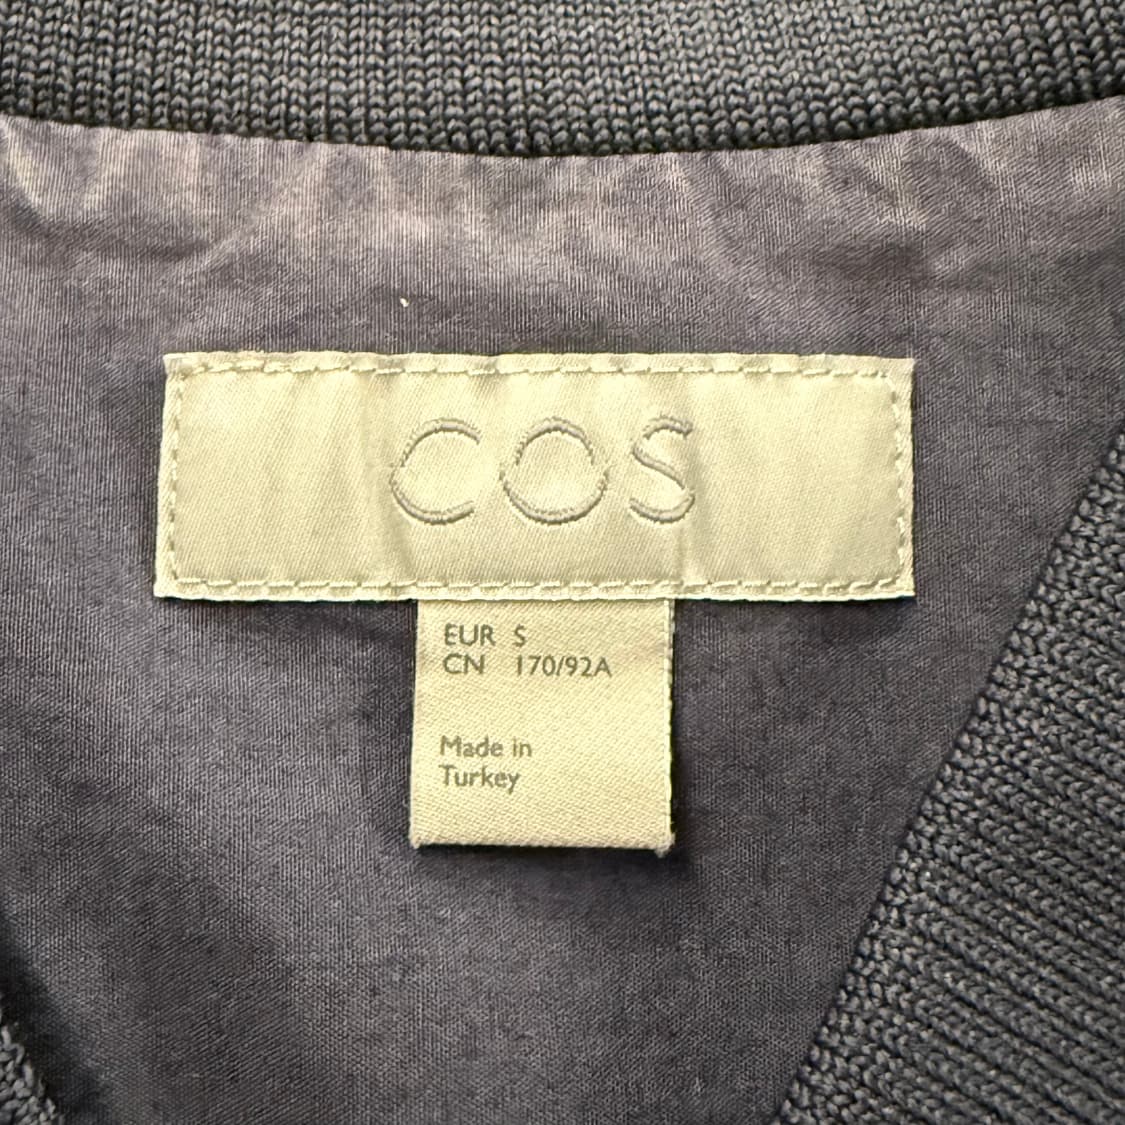 COS
EUR S
CN 170/92A
Made in
Turkey